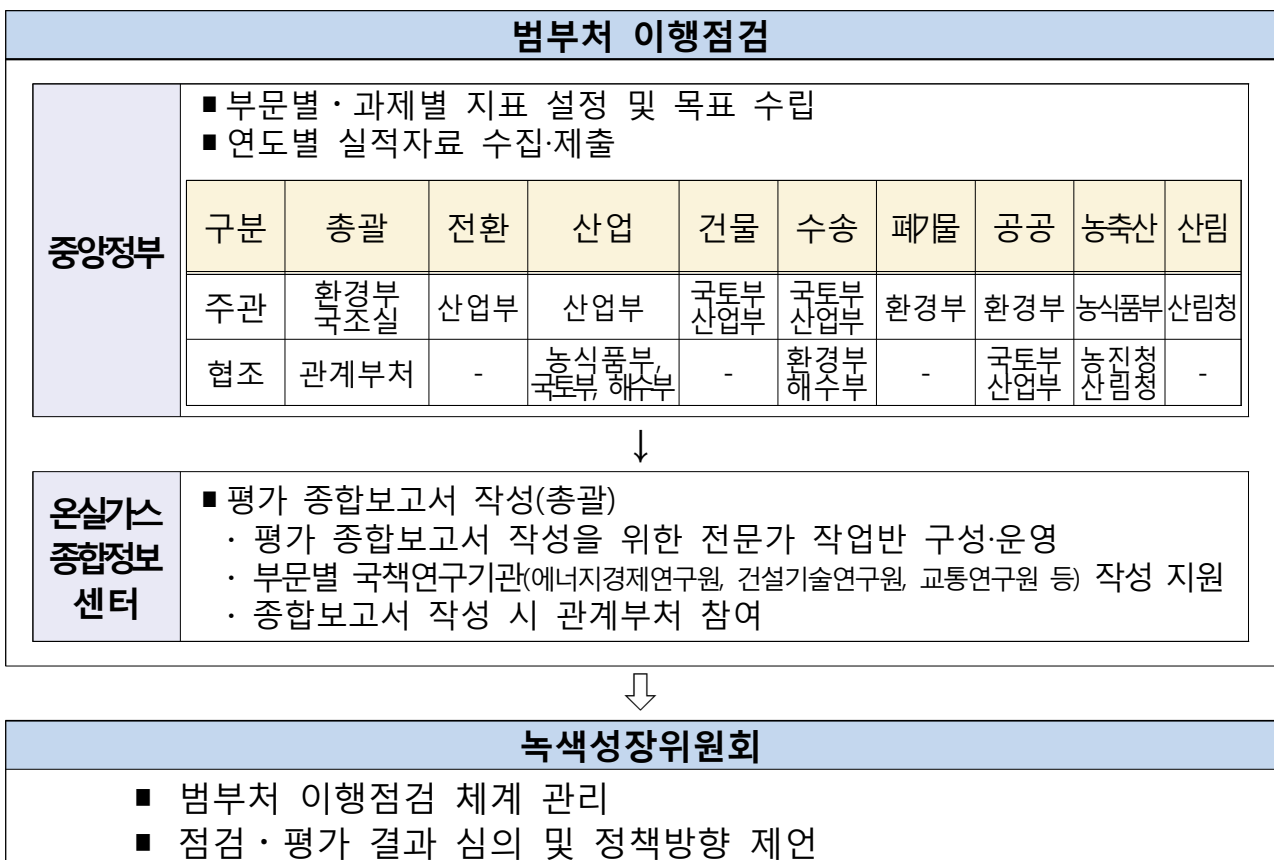 범부처 이행점검
중앙정부
■ 부문별·과제별 지표 설정 및 목표 수립
■ 연도별 실적자료 수집·제출
구분 총괄 전환 산업 건물 수송 폐기물 공공 농축산 산림
주관 환경부 국조실 산업부 산업부 국토부 산업부 국토부 산업부 환경부 환경부 농식품부 산림청
협조 관계부처 - 농식품부, 국토부, 해수부 - 환경부 해수부 - 국토부 산업부 농진청 산림청 -
↓
온실가스
종합정보
센터
■ 평가 종합보고서 작성(총괄)
· 평가 종합보고서 작성을 위한 전문가 작업반 구성·운영
· 부문별 국책연구기관(에너지경제연구원, 건설기술연구원, 교통연구원 등) 작성 지원
· 종합보고서 작성 시 관계부처 참여
⇩
녹색성장위원회
■ 범부처 이행점검 체계 관리
■ 점검·평가 결과 심의 및 정책방향 제언